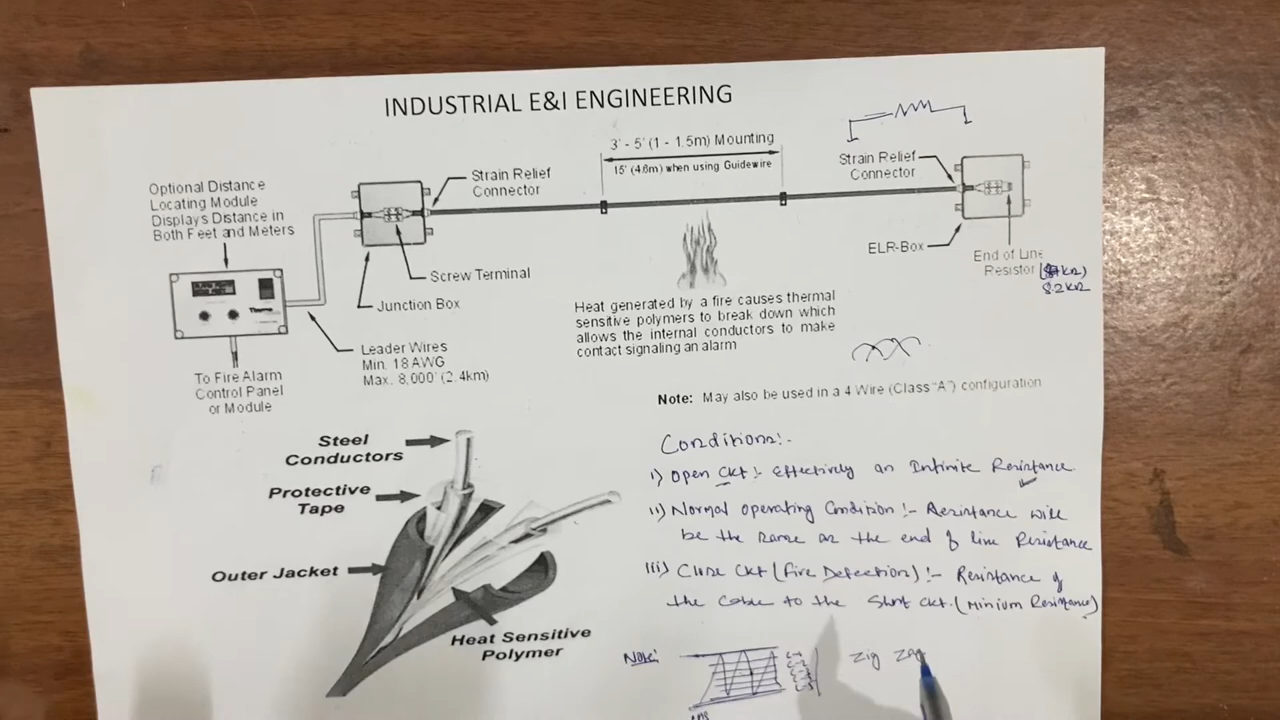 INDUSTRIAL E&I ENGINEERING
3' - 5' (1 - 1.5m) Mounting
15' (4.6m) when using Guidewire
Strain Relief
Connector
Strain Relief
Connector
Optional Distance
Locating Module
Displays Distance in
Both Feet and Meters
ELR-Box
End of Line
Resistor
8.2KΩ
Screw Terminal
Junction Box
Thermo
Heat generated by a fire causes thermal
sensitive polymers to break down which
allows the internal conductors to make
contact signaling an alarm
Leader Wires
Min. 18 AWG
Max. 8,000' (2.4km)
To Fire Alarm
Control Panel
or Module
Note: May also be used in a 4 Wire (Class "A") configuration
Steel
Conductors
Protective
Tape
Outer Jacket
Heat Sensitive
Polymer
Conditions:-
i) Open Ckt :- Effectively an Infinite Resistance
ii) Normal Operating Condition :- Resistance will
be the same as the end of line Resistance
iii) Close Ckt (Fire Detection) :- Resistance of
the Cable to the Short Ckt. (Minium Resistance)
Note:
Zig Zag